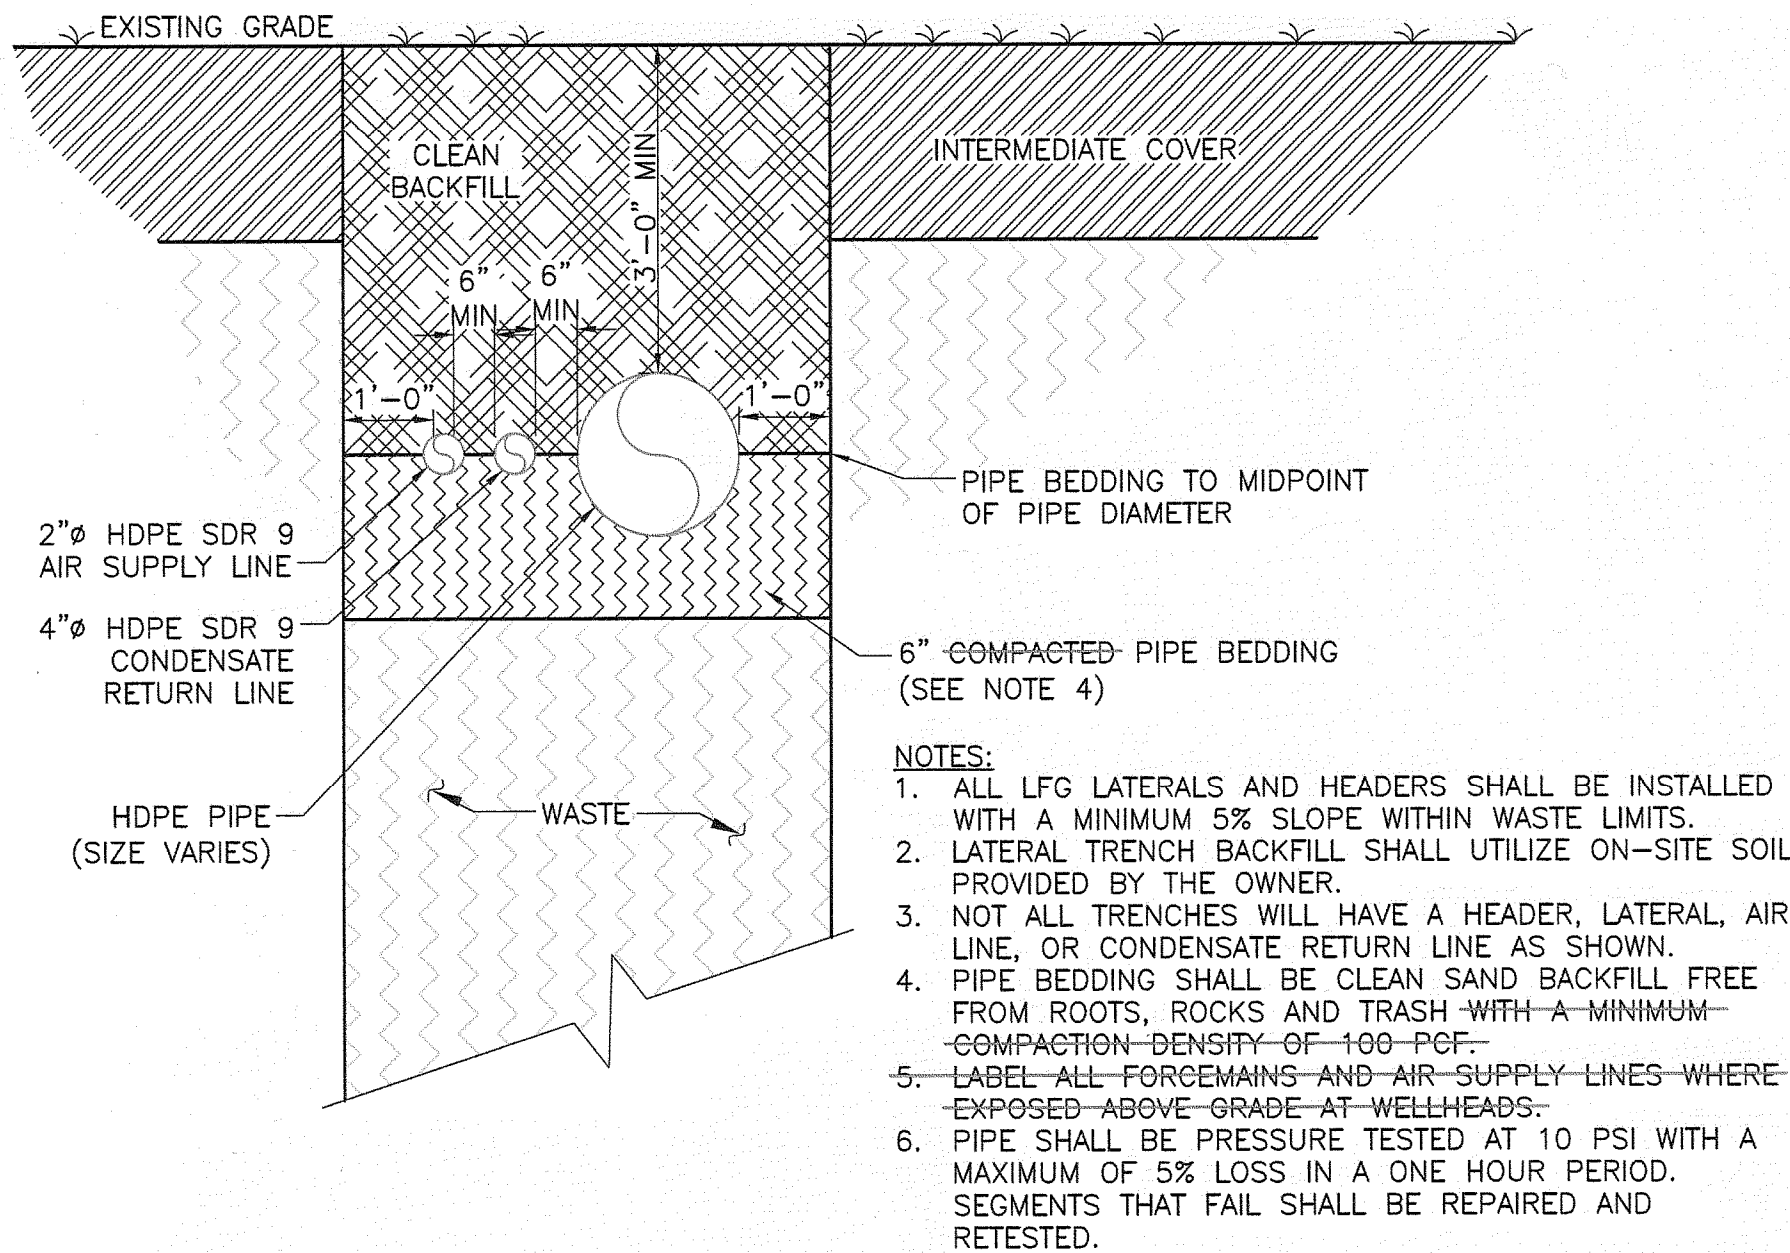 EXISTING GRADE
CLEAN
BACKFILL
3'-0" MIN
INTERMEDIATE COVER
6"
MIN
6"
MIN
1'-0"
1'-0"
PIPE BEDDING TO MIDPOINT
OF PIPE DIAMETER
2"ø HDPE SDR 9
AIR SUPPLY LINE
4"ø HDPE SDR 9
CONDENSATE
RETURN LINE
6" COMPACTED PIPE BEDDING
(SEE NOTE 4)
HDPE PIPE
(SIZE VARIES)
WASTE
NOTES:
1. ALL LFG LATERALS AND HEADERS SHALL BE INSTALLED
WITH A MINIMUM 5% SLOPE WITHIN WASTE LIMITS.
2. LATERAL TRENCH BACKFILL SHALL UTILIZE ON-SITE SOIL
PROVIDED BY THE OWNER.
3. NOT ALL TRENCHES WILL HAVE A HEADER, LATERAL, AIR
LINE, OR CONDENSATE RETURN LINE AS SHOWN.
4. PIPE BEDDING SHALL BE CLEAN SAND BACKFILL FREE
FROM ROOTS, ROCKS AND TRASH WITH A MINIMUM
COMPACTION DENSITY OF 100 PCF.
5. LABEL ALL FORCEMAINS AND AIR SUPPLY LINES WHERE
EXPOSED ABOVE GRADE AT WELLHEADS.
6. PIPE SHALL BE PRESSURE TESTED AT 10 PSI WITH A
MAXIMUM OF 5% LOSS IN A ONE HOUR PERIOD.
SEGMENTS THAT FAIL SHALL BE REPAIRED AND
RETESTED.